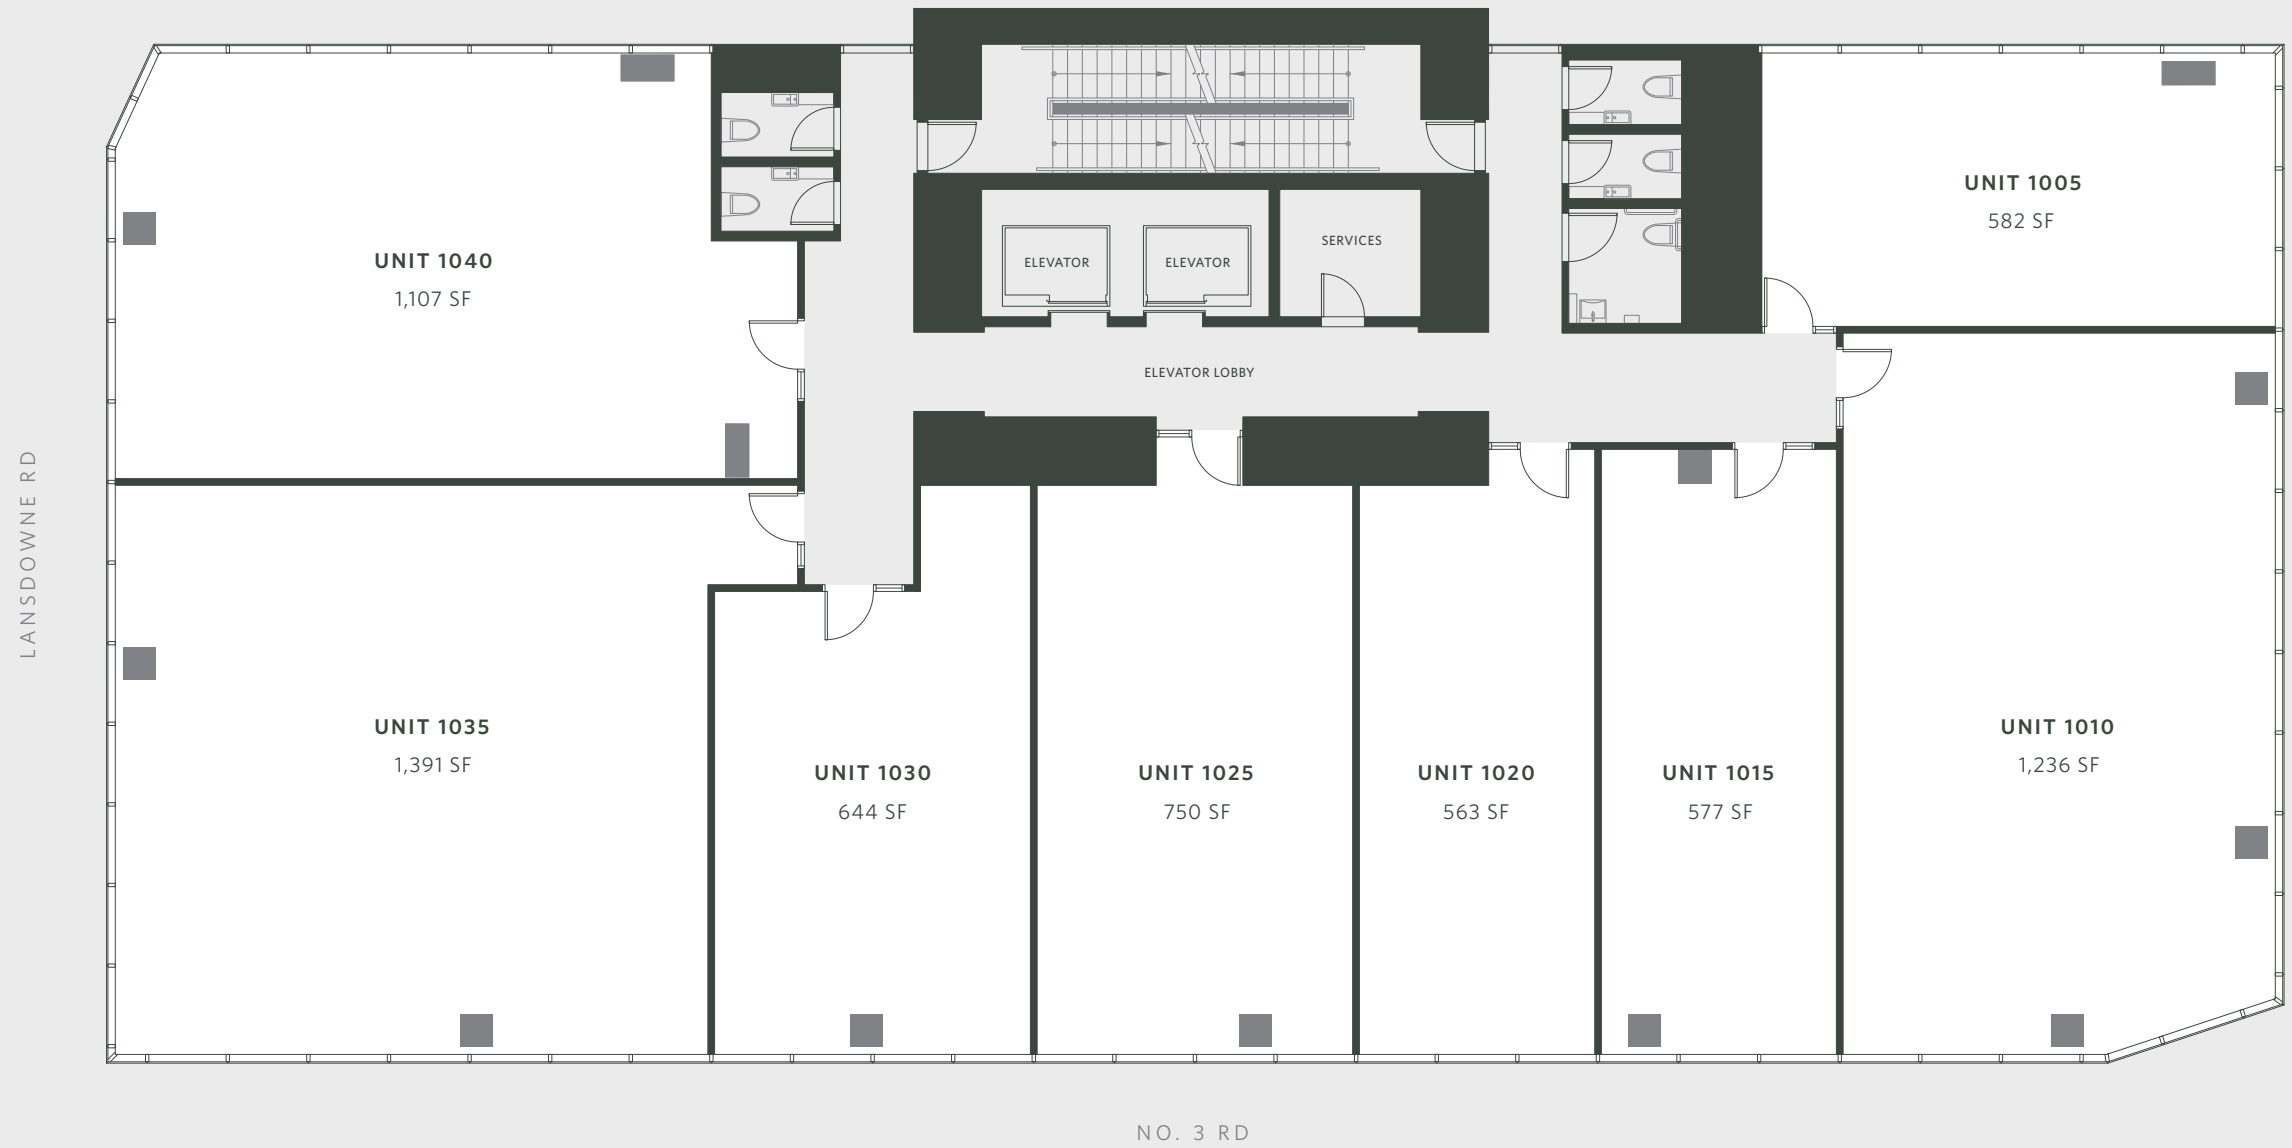 UNIT 1005
582 SF
UNIT 1040
1,107 SF
ELEVATOR
ELEVATOR
SERVICES
ELEVATOR LOBBY
LANSDOWNE RD
UNIT 1035
1,391 SF
UNIT 1030
644 SF
UNIT 1025
750 SF
UNIT 1020
563 SF
UNIT 1015
577 SF
UNIT 1010
1,236 SF
NO. 3 RD